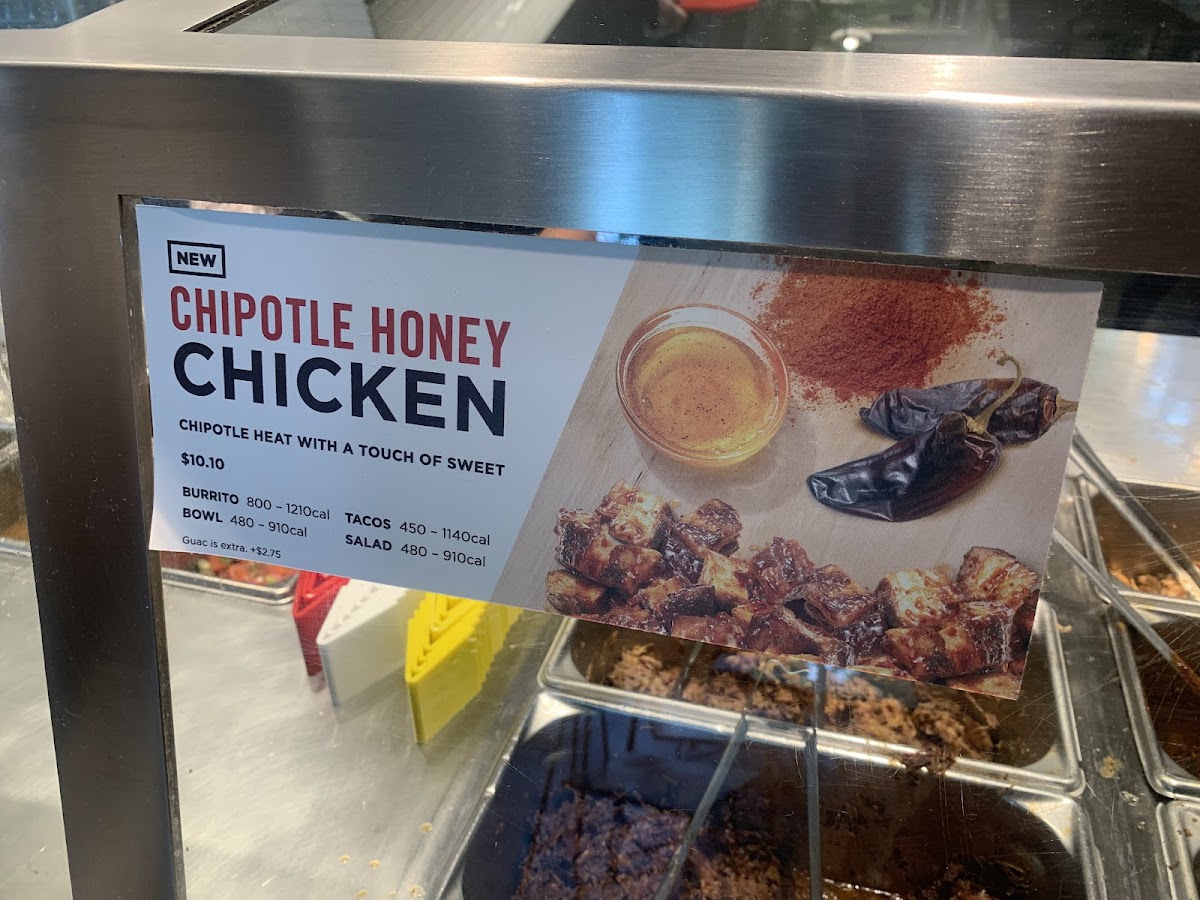 NEW
CHIPOTLE HONEY
CHICKEN
CHIPOTLE HEAT WITH A TOUCH OF SWEET
$10.10
BURRITO 800 – 1210cal TACOS 450 – 1140cal
BOWL 480 – 910cal SALAD 480 – 910cal
Guac is extra. +$2.75